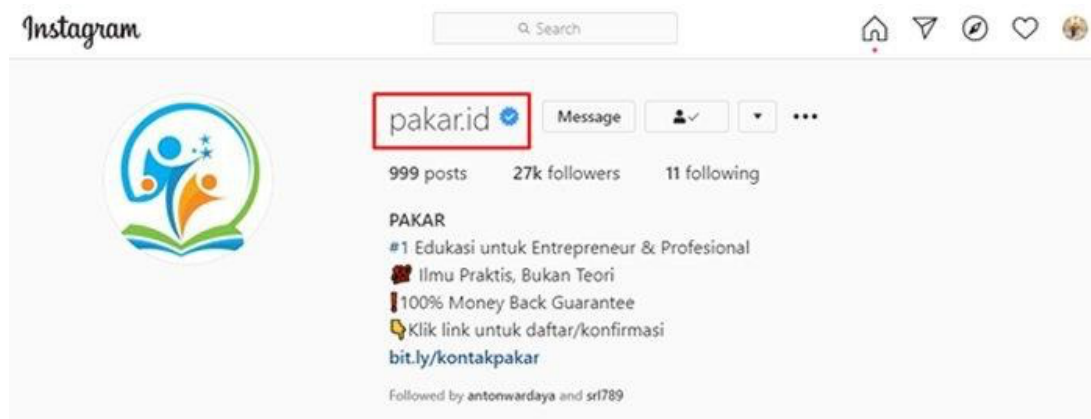 Instagram
Search
pakar.id
Message
999 posts 27k followers 11 following
PAKAR
#1 Edukasi untuk Entrepreneur & Profesional
Ilmu Praktis, Bukan Teori
100% Money Back Guarantee
Klik link untuk daftar/konfirmasi
bit.ly/kontakpakar
Followed by antonwardaya and srl789